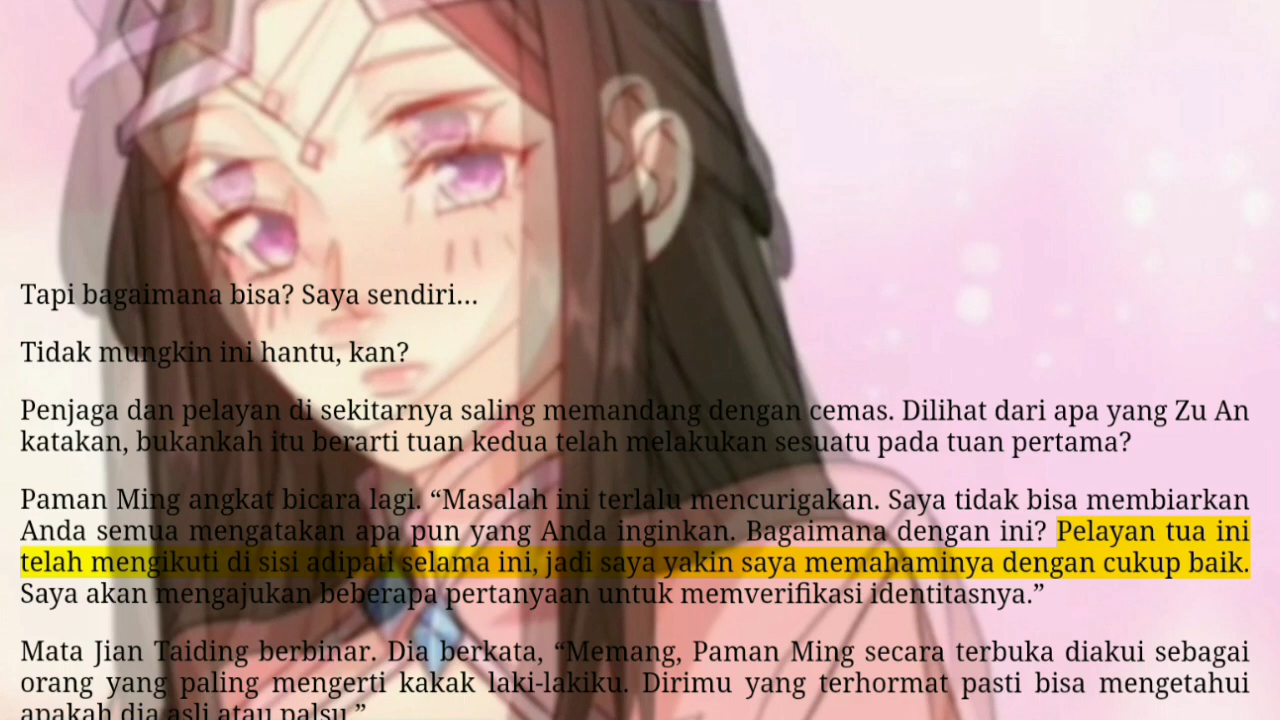 Tapi bagaimana bisa? Saya sendiri...
Tidak mungkin ini hantu, kan?
Penjaga dan pelayan di sekitarnya saling memandang dengan cemas. Dilihat dari apa yang Zu An
katakan, bukankah itu berarti tuan kedua telah melakukan sesuatu pada tuan pertama?
Paman Ming angkat bicara lagi. “Masalah ini terlalu mencurigakan. Saya tidak bisa membiarkan
Anda semua mengatakan apa pun yang Anda inginkan. Bagaimana dengan ini? Pelayan tua ini
telah mengikuti di sisi adipati selama ini, jadi saya yakin saya memahaminya dengan cukup baik.
Saya akan mengajukan beberapa pertanyaan untuk memverifikasi identitasnya.”
Mata Jian Taiding berbinar. Dia berkata, “Memang, Paman Ming secara terbuka diakui sebagai
orang yang paling mengerti kakak laki-lakiku. Dirimu yang terhormat pasti bisa mengetahui
apakah dia asli atau palsu.”